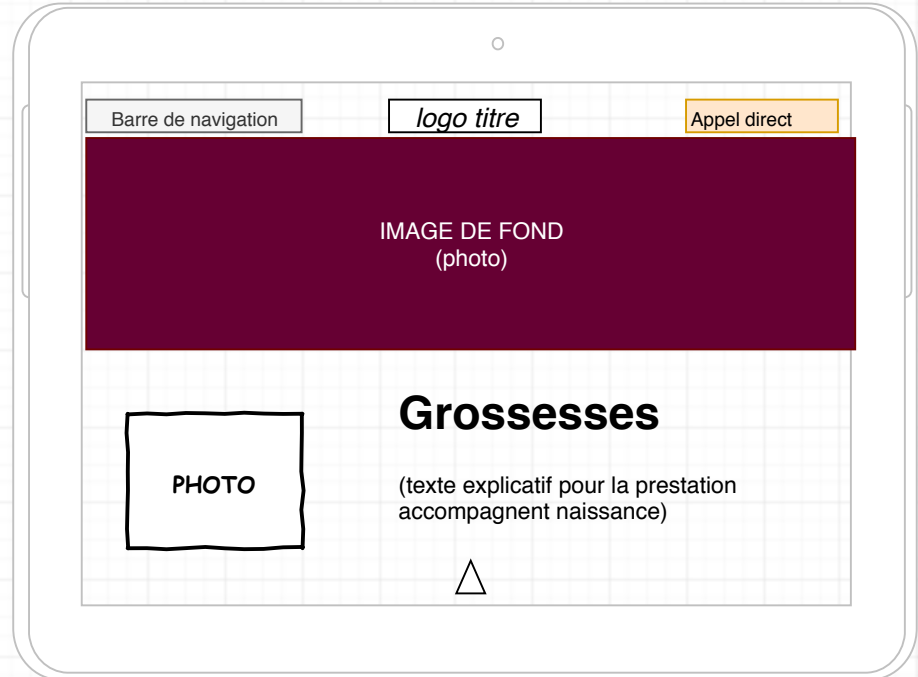 Barre de navigation
logo titre
Appel direct
IMAGE DE FOND
(photo)
PHOTO
Grossesses
(texte explicatif pour la prestation
accompagnent naissance)